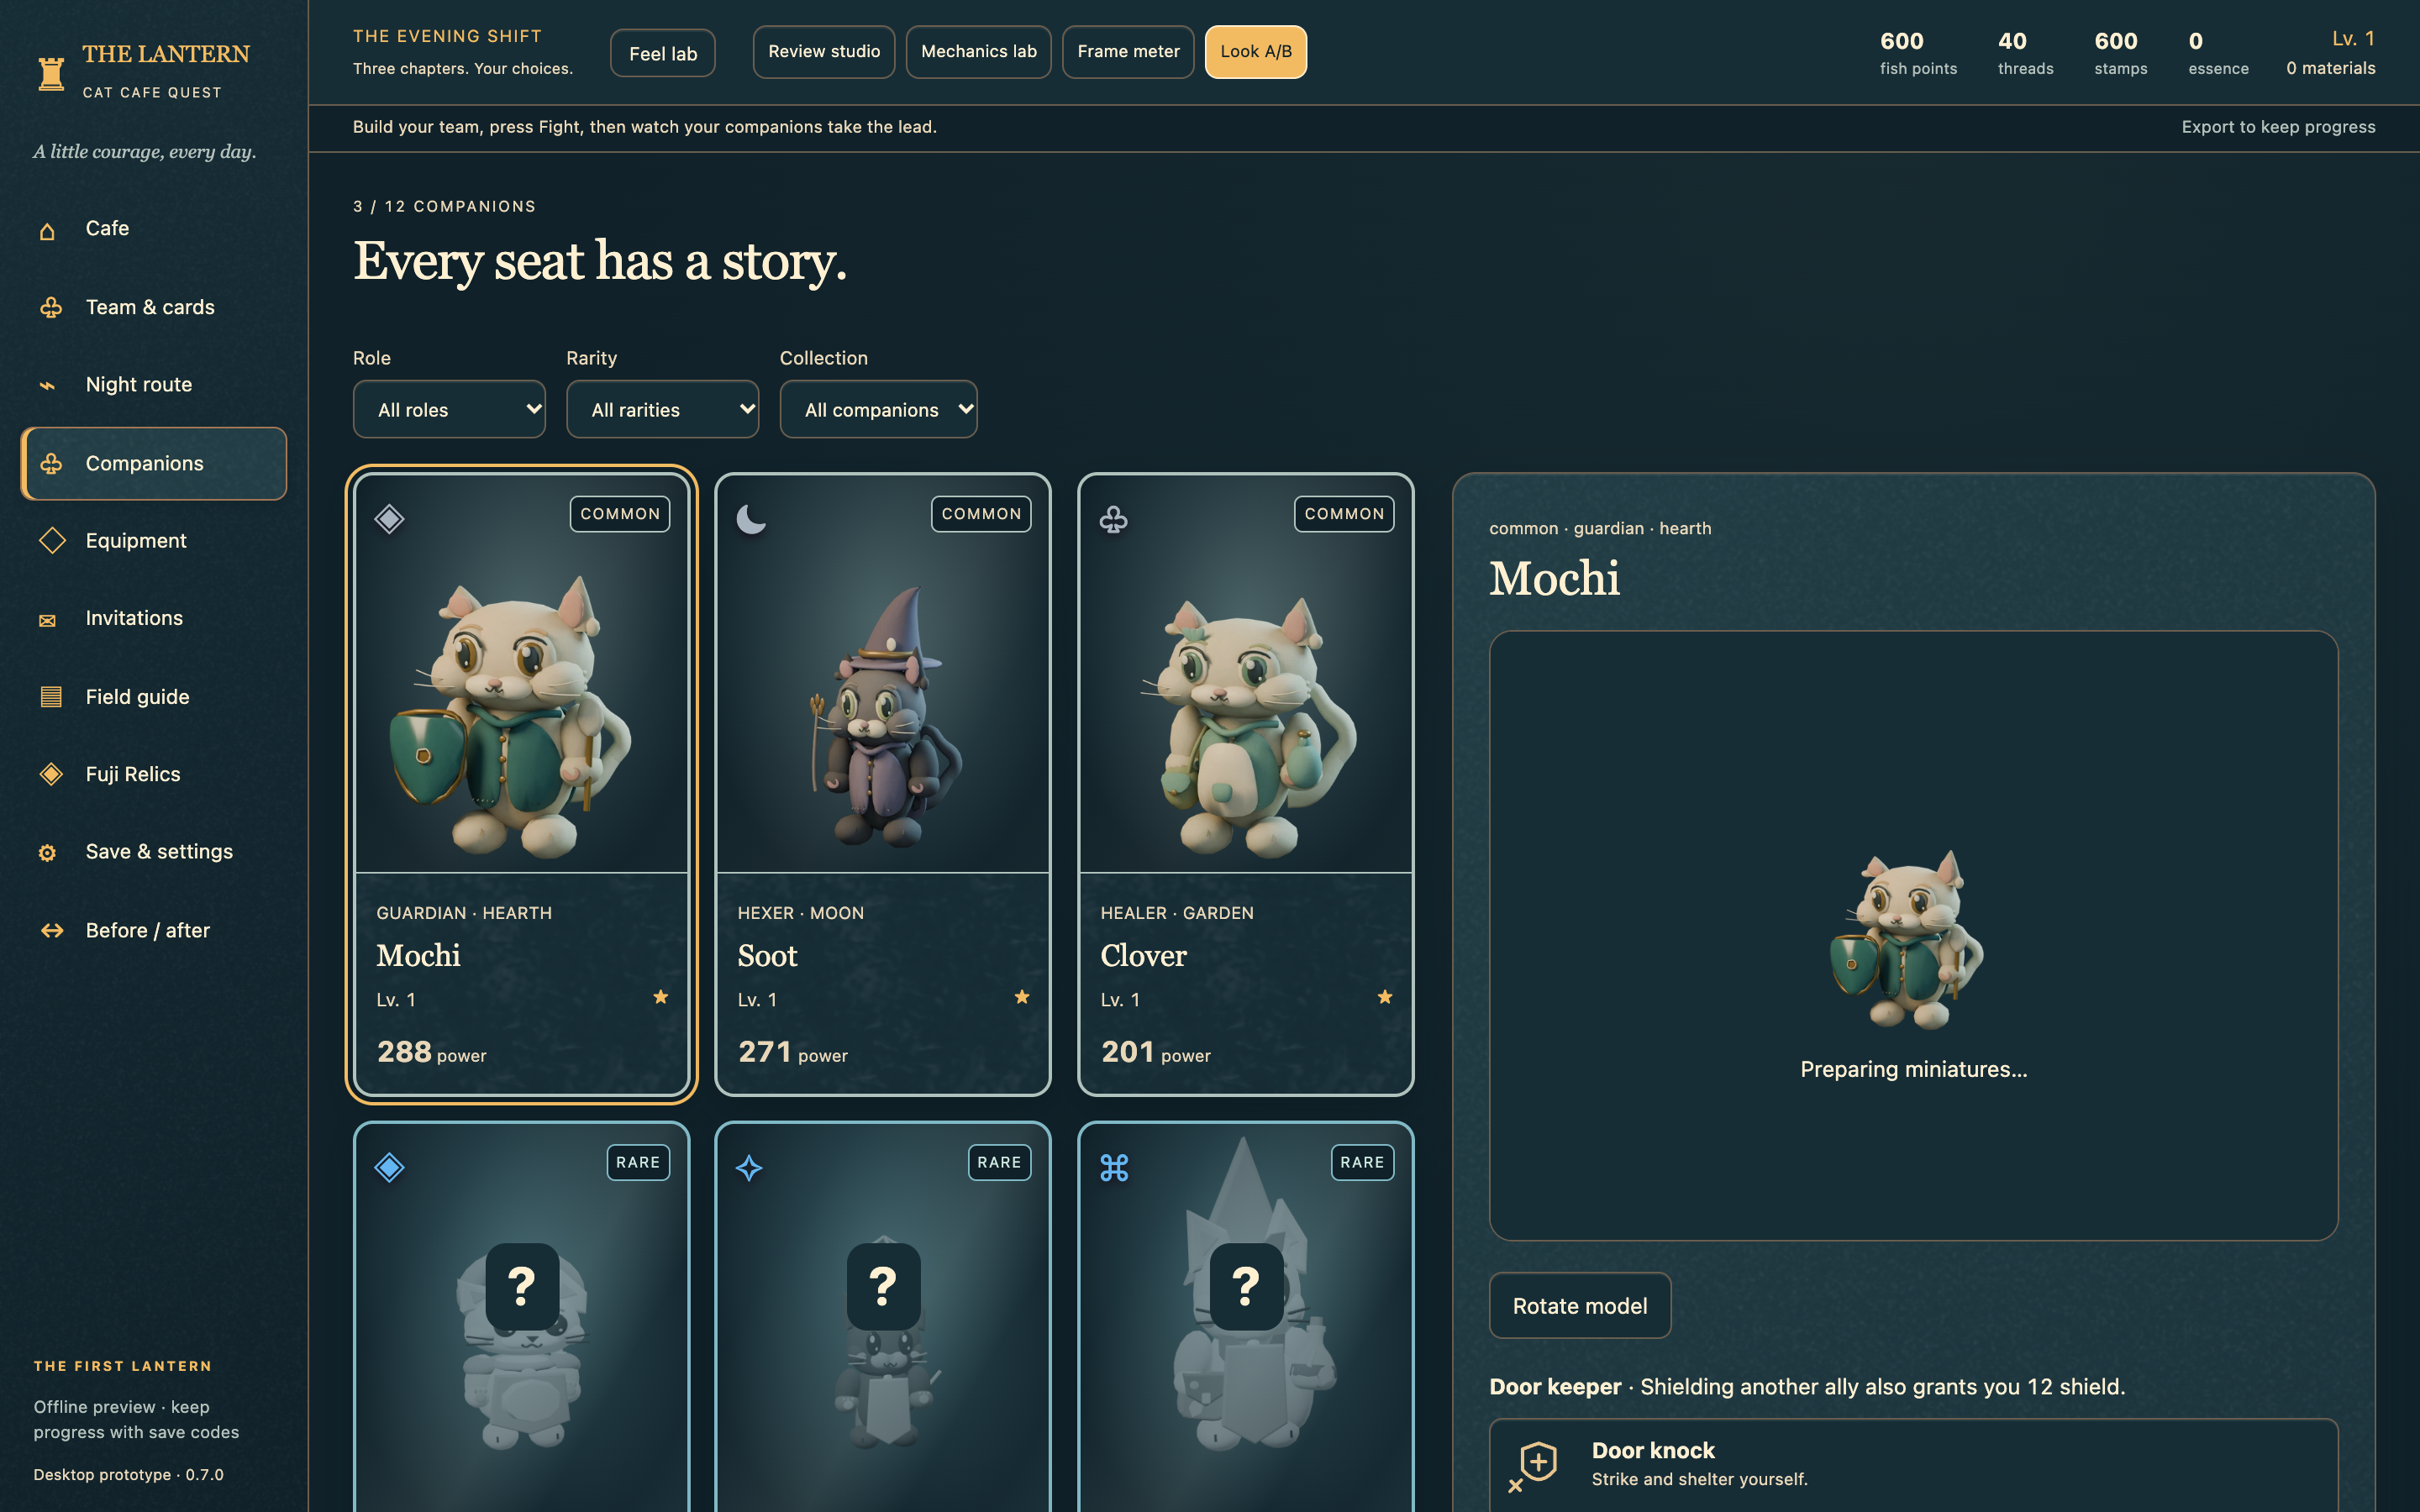 THE LANTERN
CAT CAFE QUEST
A little courage, every day.
Cafe
Team & cards
Night route
Companions
Equipment
Invitations
Field guide
Fuji Relics
Save & settings
Before / after
THE FIRST LANTERN
Offline preview · keep
progress with save codes
Desktop prototype · 0.7.0
THE EVENING SHIFT
Three chapters. Your choices.
Feel lab
Review studio
Mechanics lab
Frame meter
Look A/B
600 fish points
40 threads
600 stamps
0 essence
Lv. 1
0 materials
Build your team, press Fight, then watch your companions take the lead.
Export to keep progress
3 / 12 COMPANIONS
Every seat has a story.
Role
Rarity
Collection
All roles
All rarities
All companions
COMMON
GUARDIAN · HEARTH
Mochi
Lv. 1
288 power
COMMON
HEXER · MOON
Soot
Lv. 1
271 power
COMMON
HEALER · GARDEN
Clover
Lv. 1
201 power
RARE
?
RARE
?
RARE
?
common · guardian · hearth
Mochi
Preparing miniatures...
Rotate model
Door keeper · Shielding another ally also grants you 12 shield.
Door knock
Strike and shelter yourself.